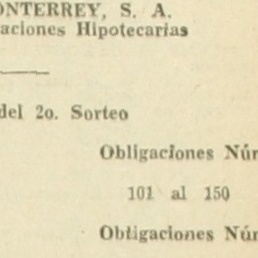 ONTERREY, S. A.
aciones Hipotecarias
del 2o. Sorteo
Obligaciones Núr
101 al 150
Obligaciones Núr